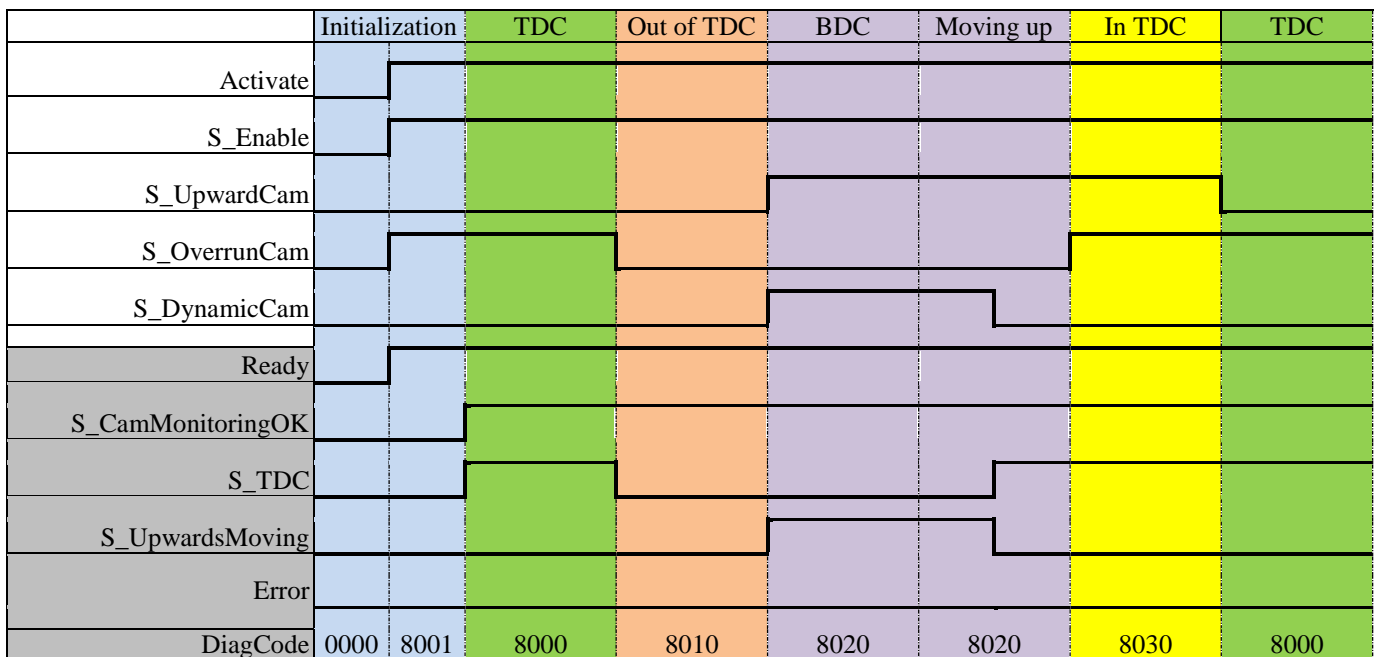 Initialization TDC Out of TDC BDC Moving up In TDC TDC
Activate
S_Enable
S_UpwardCam
S_OverrunCam
S_DynamicCam
Ready
S_CamMonitoringOK
S_TDC
S_UpwardsMoving
Error
DiagCode 0000 8001 8000 8010 8020 8020 8030 8000